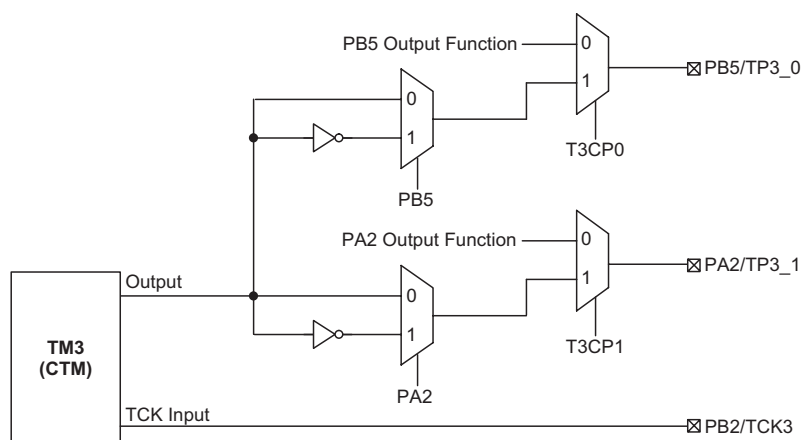 PB5 Output Function
0
1
PB5/TP3_0
T3CP0
0
1
PB5
PA2 Output Function
0
1
PA2/TP3_1
T3CP1
Output
0
1
PA2
TM3
(CTM)
TCK Input
PB2/TCK3